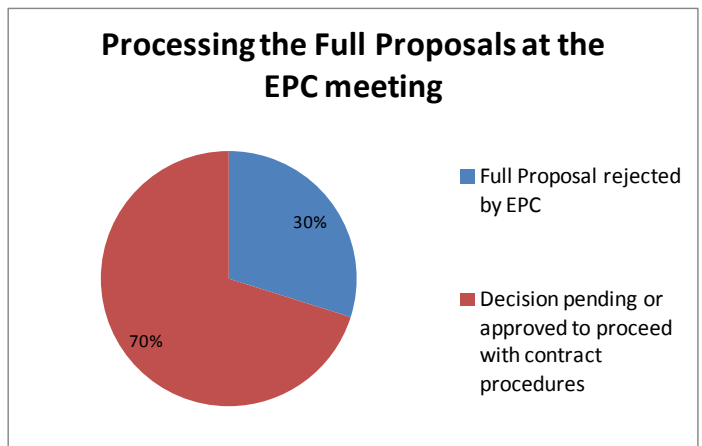 Processing the Full Proposals at the
EPC meeting
30%
70%
Full Proposal rejected
by EPC
Decision pending or
approved to proceed
with contract
procedures